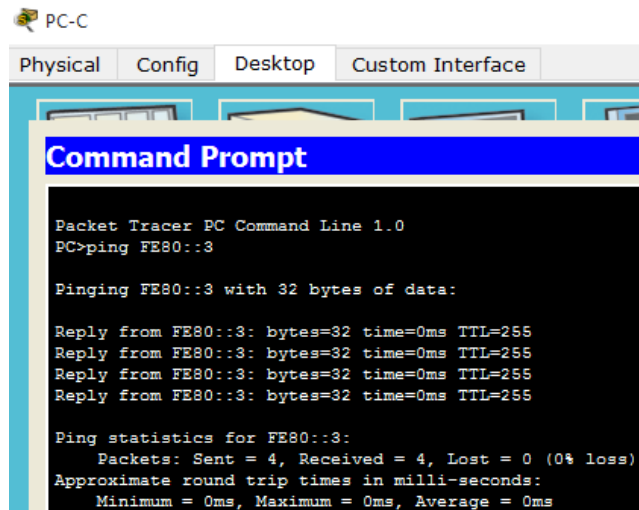 PC-C
Physical Config Desktop Custom Interface
Command Prompt
Packet Tracer PC Command Line 1.0
PC>ping FE80::3
Pinging FE80::3 with 32 bytes of data:
Reply from FE80::3: bytes=32 time=0ms TTL=255
Reply from FE80::3: bytes=32 time=0ms TTL=255
Reply from FE80::3: bytes=32 time=0ms TTL=255
Reply from FE80::3: bytes=32 time=0ms TTL=255
Ping statistics for FE80::3:
Packets: Sent = 4, Received = 4, Lost = 0 (0% loss)
Approximate round trip times in milli-seconds:
Minimum = 0ms, Maximum = 0ms, Average = 0ms